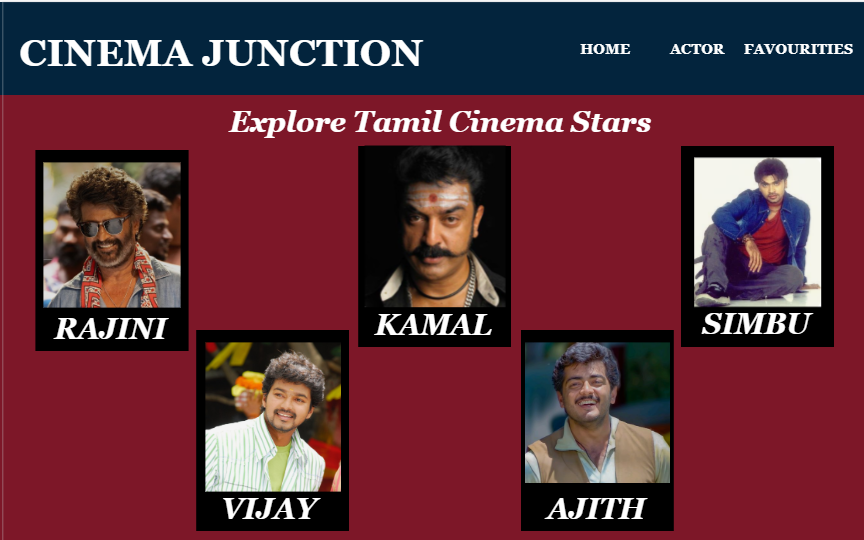 CINEMA JUNCTION
HOME ACTOR FAVOURITIES
Explore Tamil Cinema Stars
RAJINI
KAMAL
SIMBU
VIJAY
AJITH